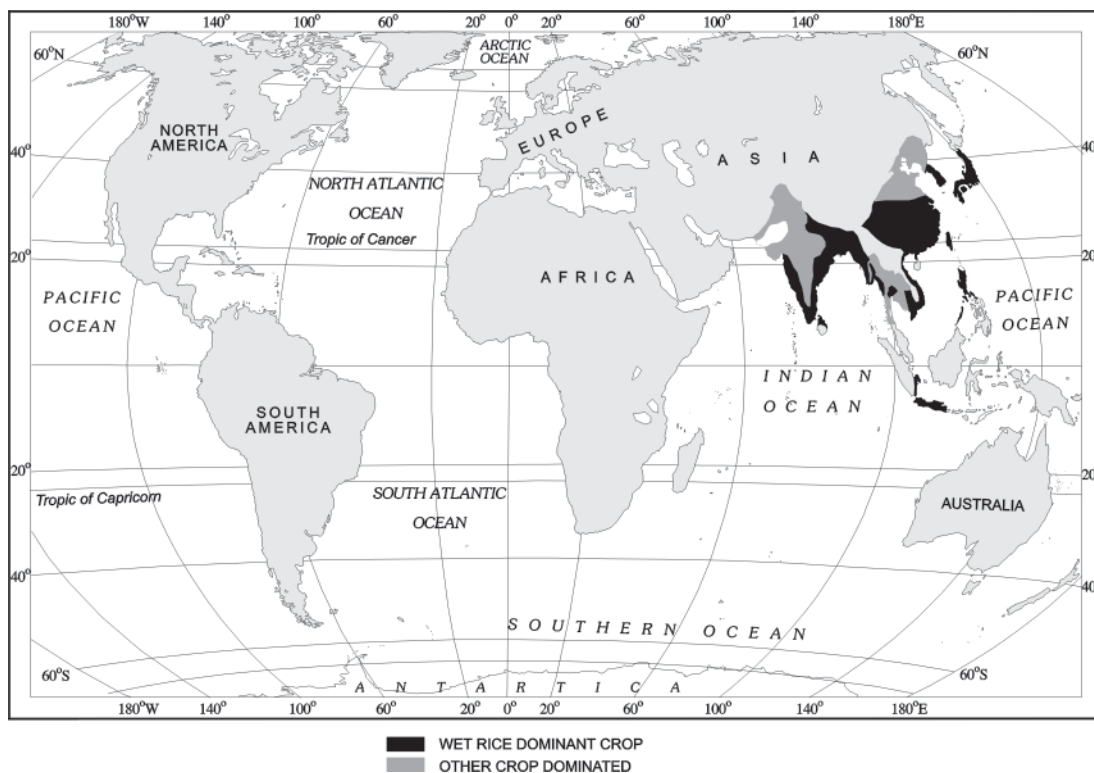 180°W 140° 100° 60° 20° 0° 20° 60° 100° 140° 180°E
60°N 60°N
ARCTIC
OCEAN
NORTH
AMERICA
EUROPE
ASIA
40° 40
NORTH ATLANTIC
OCEAN
Tropic of Cancer
20° 20
AFRICA
PACIFIC
OCEAN
PACIFIC
OCEAN
INDIAN
OCEAN
SOUTH
AMERICA
20° 20
Tropic of Capricorn
SOUTH ATLANTIC
OCEAN
AUSTRALIA
40° 40
SOUTHERN OCEAN
60°S 60°S
ANTARTICA
180°W 140° 100° 60° 20° 0° 20° 60° 100° 140° 180°E
WET RICE DOMINANT CROP
OTHER CROP DOMINATED